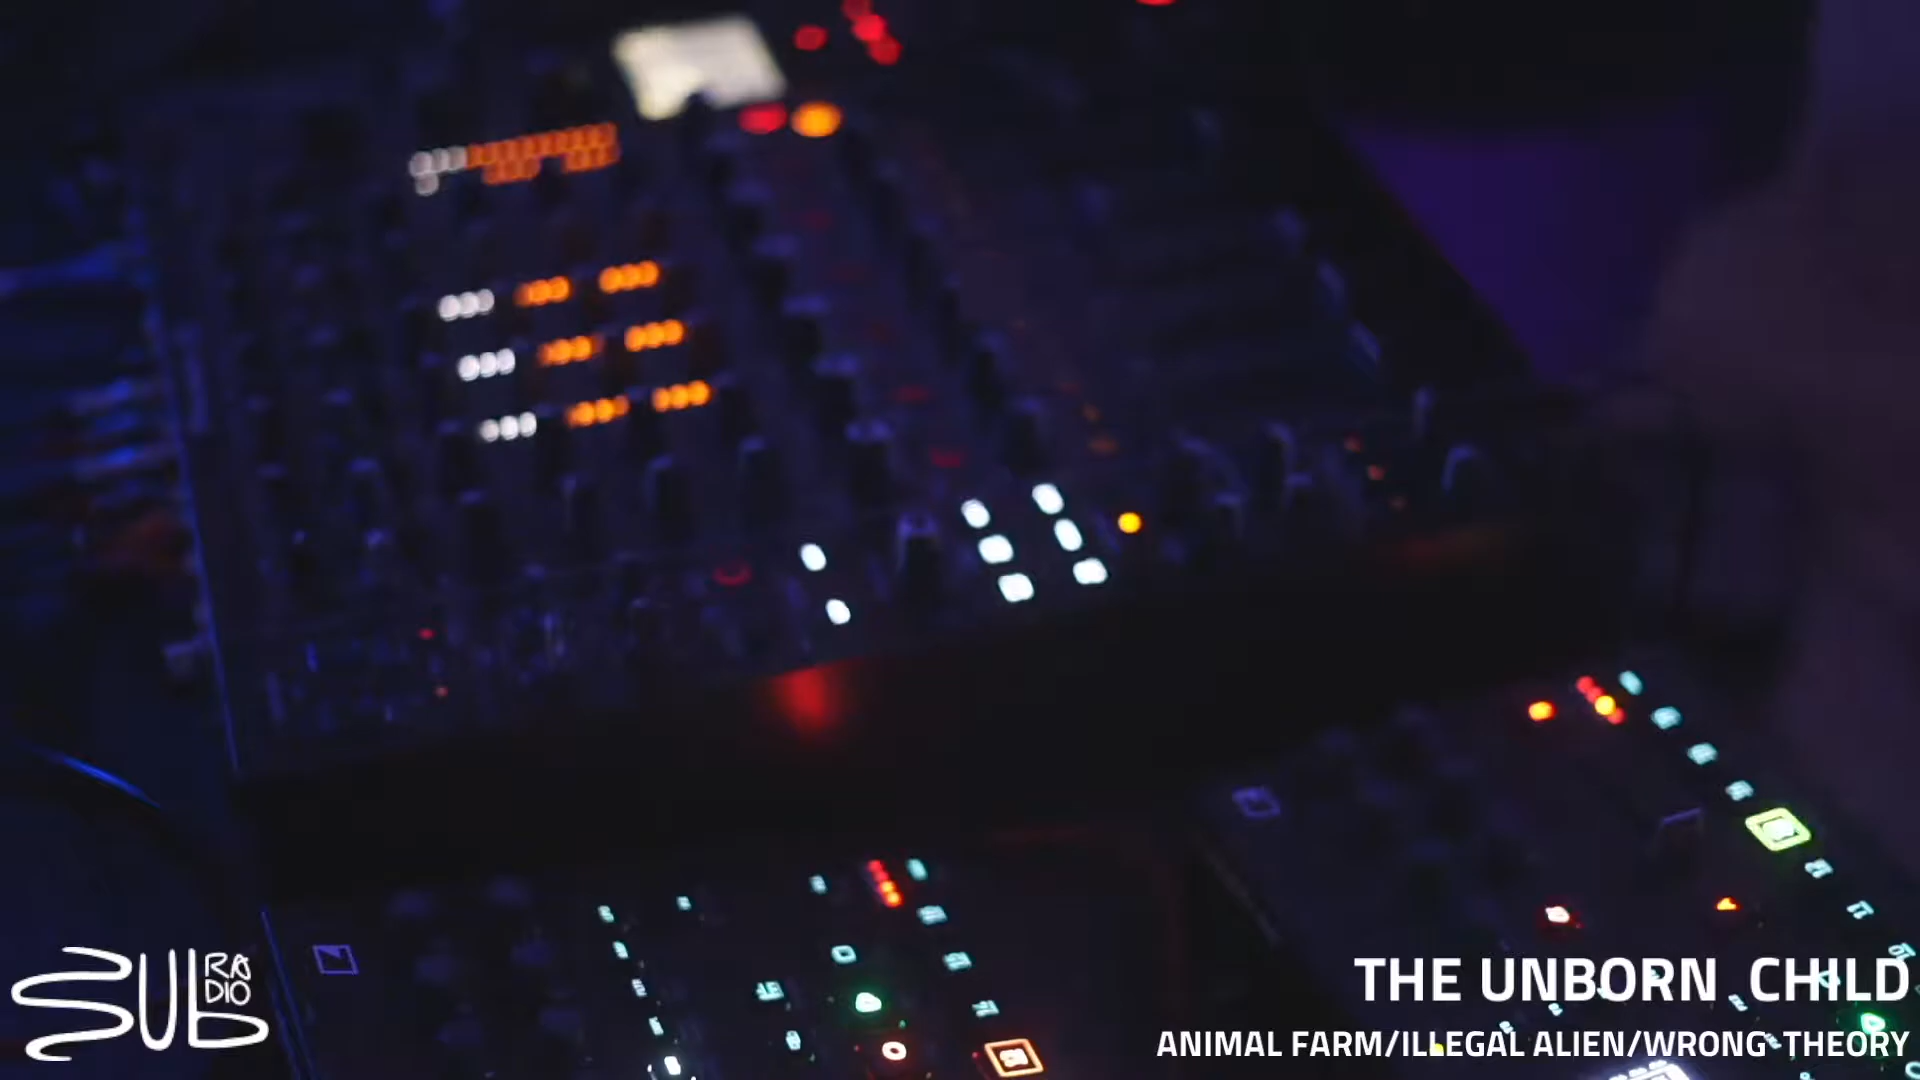 SUB RADIO
THE UNBORN CHILD
ANIMAL FARM/ILLEGAL ALIEN/WRONG THEORY